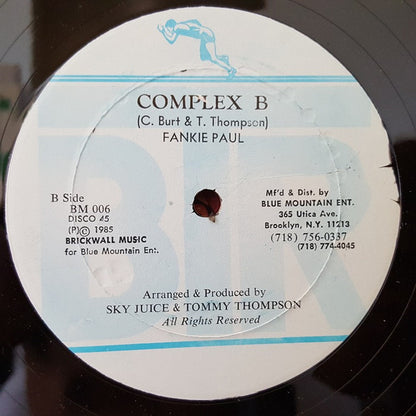 COMPLEX B
(C. Burt & T. Thompson)
FANKIE PAUL
B Side
BM 006
DISCO 45
(P)© 1985
BRICKWALL MUSIC
for Blue Mountain Ent.
Mf'd & Dist. by
BLUE MOUNTAIN ENT.
365 Utica Ave.
Brooklyn, N.Y. 11213
(718) 756-0337
(718) 774-4045
BIR
Arranged & Produced by
SKY JUICE & TOMMY THOMPSON
All Rights Reserved